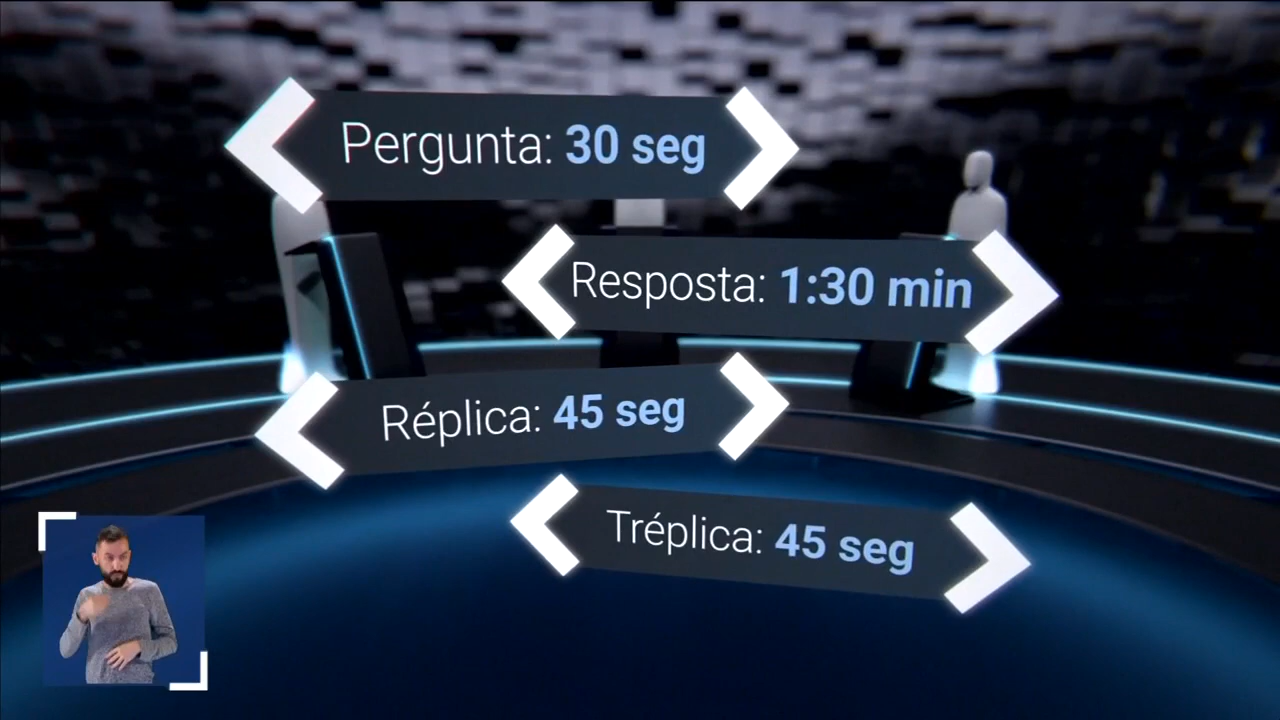 Pergunta: 30 seg
Resposta: 1:30 min
Réplica: 45 seg
Tréplica: 45 seg